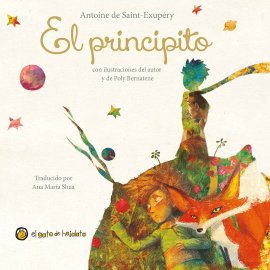 Antoine de Saint-Exupéry
El principito
con ilustraciones del autor
y de Poly Bernatene
Traducido por
Ana María Shua
el gato de hojalata